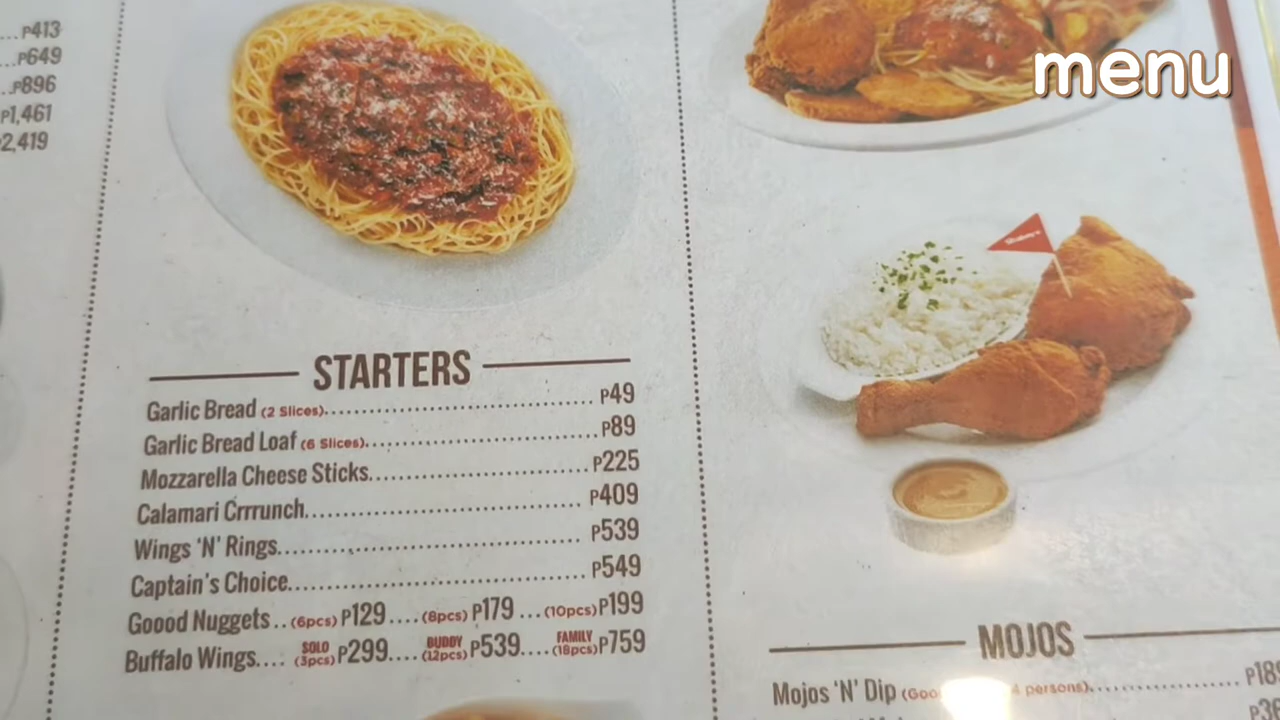 menu
P413
P649
P896
P1,461
2,419
Shakey's
STARTERS
Garlic Bread (2 Slices) P49
Garlic Bread Loaf (6 Slices) P89
Mozzarella Cheese Sticks P225
Calamari Crrrunch P409
Wings 'N' Rings P539
Captain's Choice P549
Goood Nuggets (6pcs) P129 (8pcs) P179 (10pcs) P199
Buffalo Wings SOLO (3pcs) P299 BUDDY (12pcs) P539 FAMILY (18pcs) P759
MOJOS
Mojos 'N' Dip persons)